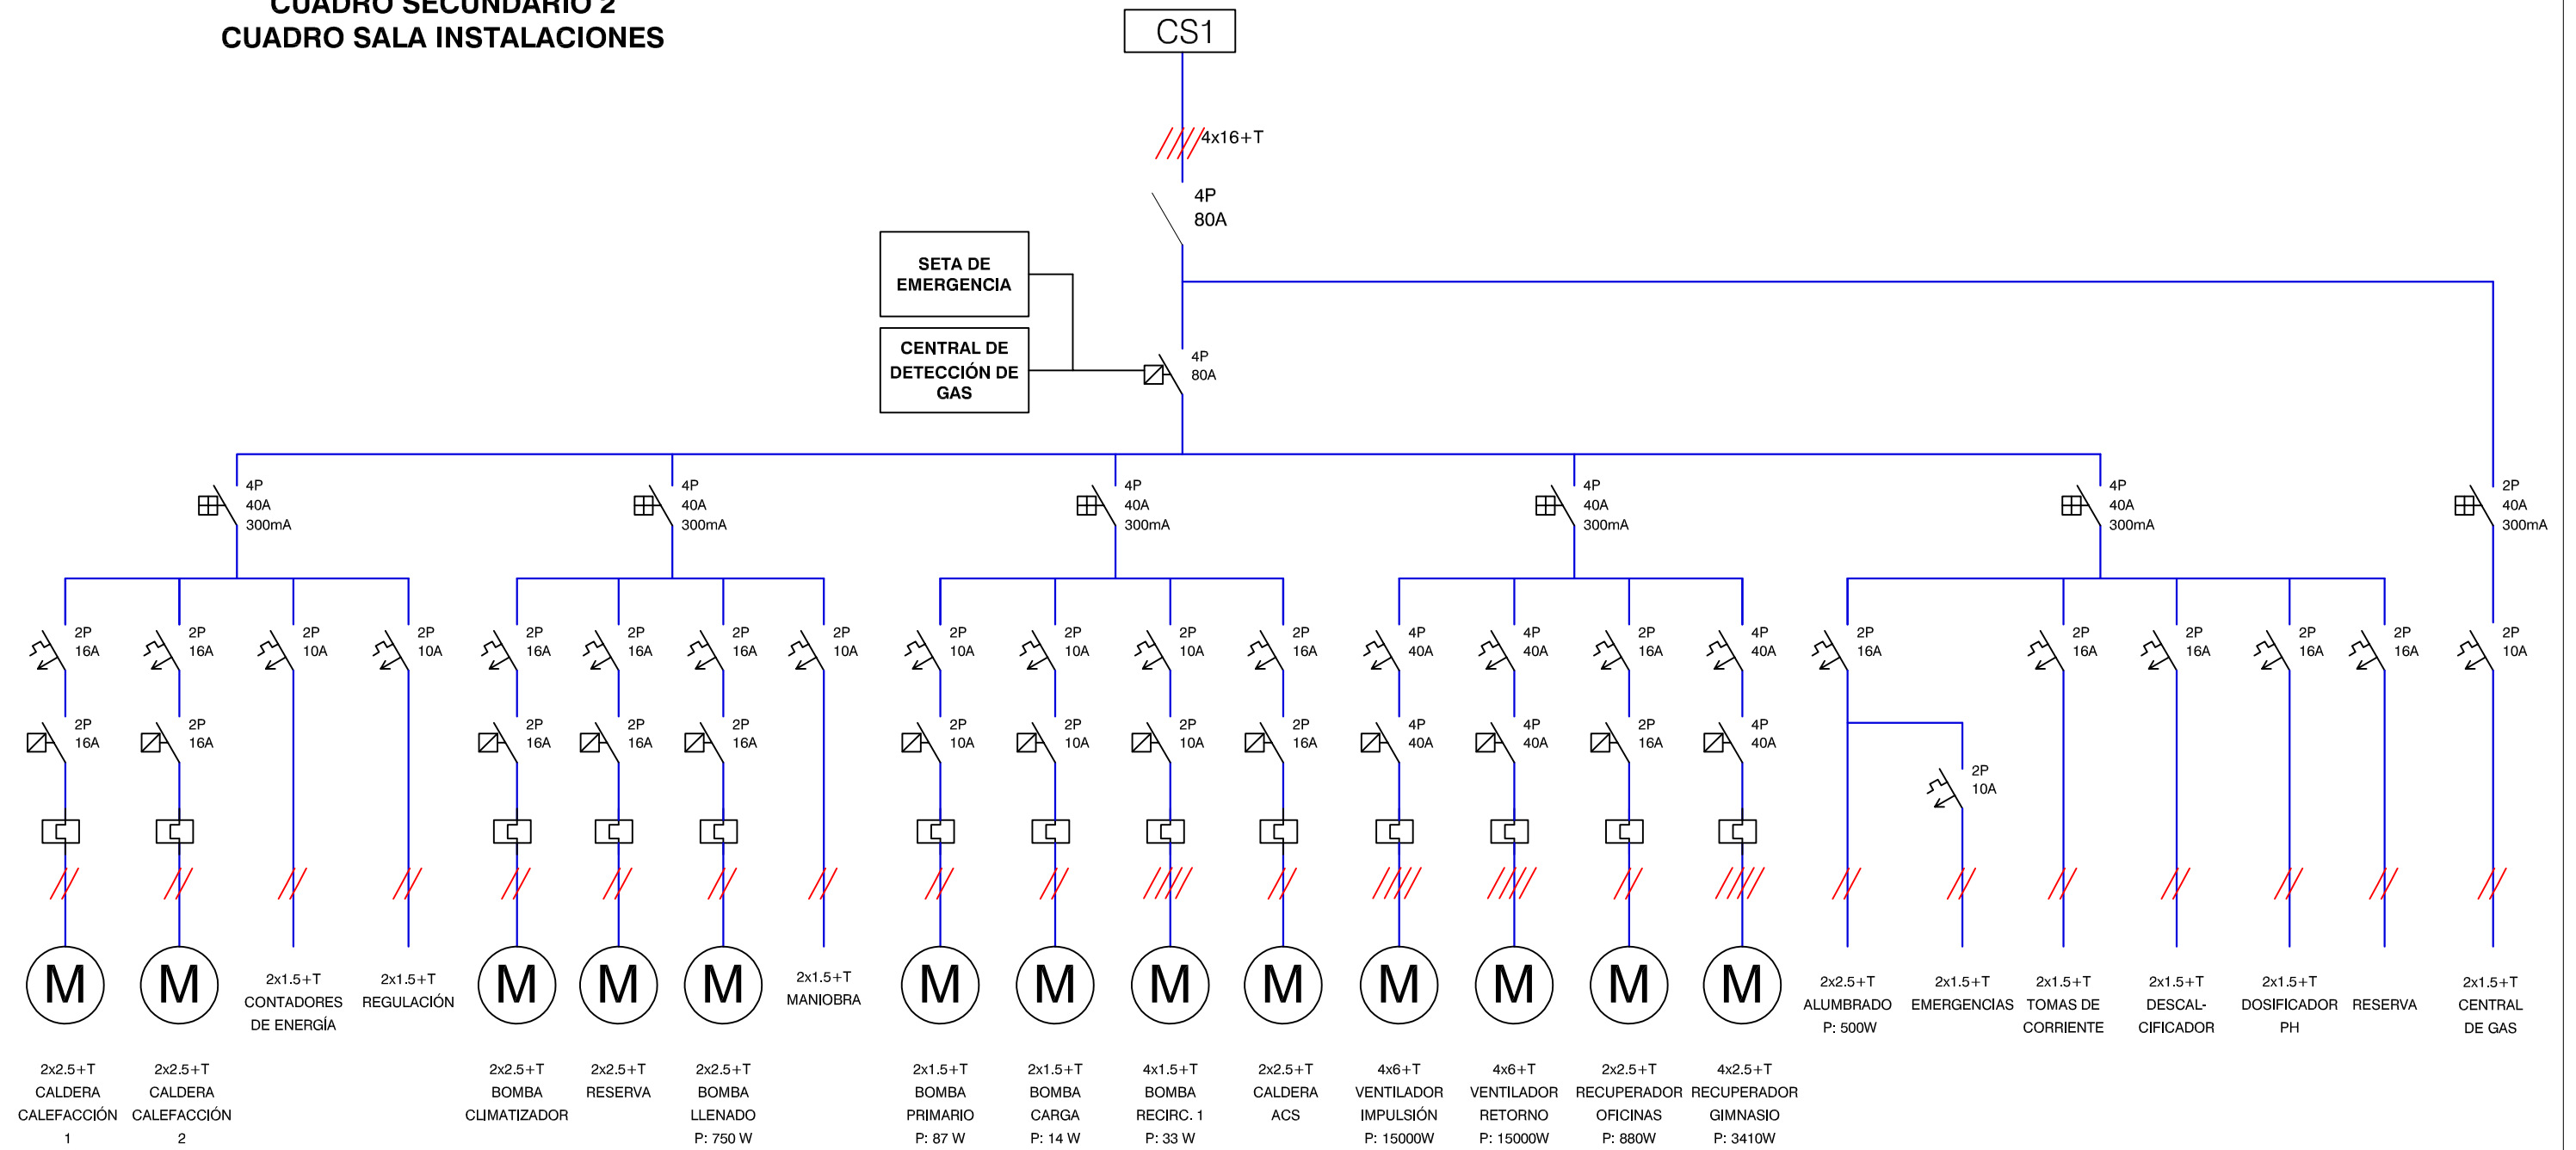 CUADRO SECUNDARIO 2
CUADRO SALA INSTALACIONES
CS1
4x16+T
4P
80A
SETA DE
EMERGENCIA
CENTRAL DE
DETECCIÓN DE
GAS
4P
80A
4P
40A
300mA
4P
40A
300mA
4P
40A
300mA
4P
40A
300mA
4P
40A
300mA
2P
40A
300mA
2P
16A
2P
16A
2P
10A
2P
10A
2P
16A
2P
16A
2P
16A
2P
10A
2P
10A
2P
10A
2P
10A
2P
16A
4P
40A
4P
40A
2P
16A
4P
40A
2P
16A
2P
16A
2P
16A
2P
16A
2P
16A
2P
10A
2P
16A
2P
16A
2P
16A
2P
16A
2P
16A
2P
10A
2P
10A
2P
10A
2P
16A
4P
40A
4P
40A
2P
16A
4P
40A
2P
10A
M
M
2x1.5+T
CONTADORES
DE ENERGÍA
2x1.5+T
REGULACIÓN
M
M
M
2x1.5+T
MANIOBRA
M
M
M
M
M
M
M
M
2x2.5+T
ALUMBRADO
P: 500W
2x1.5+T
EMERGENCIAS
2x1.5+T
TOMAS DE
CORRIENTE
2x1.5+T
DESCAL-
CIFICADOR
2x1.5+T
DOSIFICADOR
PH
RESERVA
2x1.5+T
CENTRAL
DE GAS
2x2.5+T
CALDERA
CALEFACCIÓN
1
2x2.5+T
CALDERA
CALEFACCIÓN
2
2x2.5+T
BOMBA
CLIMATIZADOR
2x2.5+T
RESERVA
2x2.5+T
BOMBA
LLENADO
P: 750 W
2x1.5+T
BOMBA
PRIMARIO
P: 87 W
2x1.5+T
BOMBA
CARGA
P: 14 W
4x1.5+T
BOMBA
RECIRC. 1
P: 33 W
2x2.5+T
CALDERA
ACS
4x6+T
VENTILADOR
IMPULSIÓN
P: 15000W
4x6+T
VENTILADOR
RETORNO
P: 15000W
2x2.5+T
RECUPERADOR
OFICINAS
P: 880W
4x2.5+T
RECUPERADOR
GIMNASIO
P: 3410W